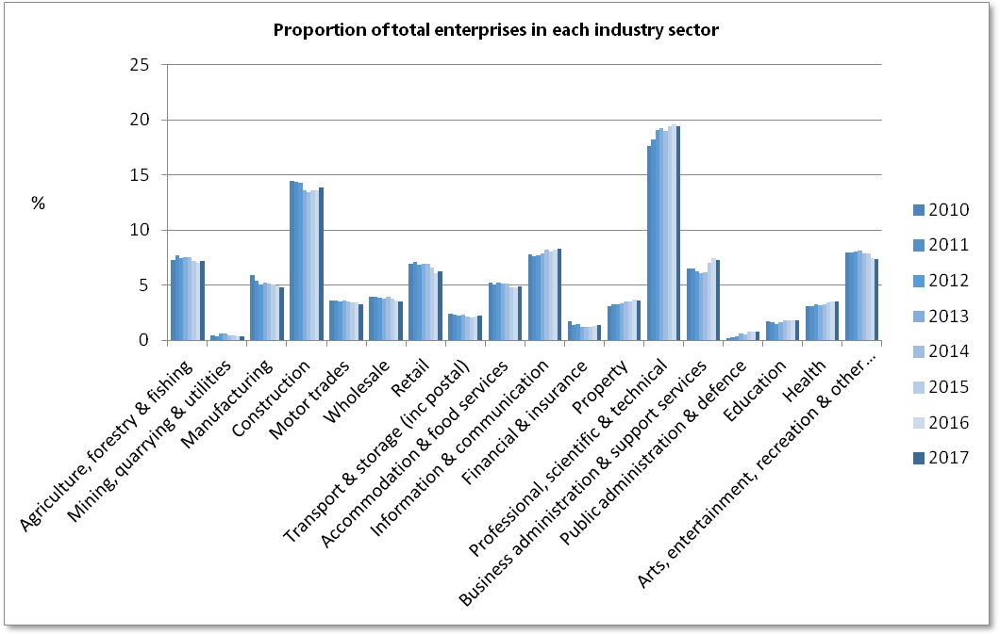 Proportion of total enterprises in each industry sector
25
20
15
10
5
0
%
Agriculture, forestry & fishing
Mining, quarrying & utilities
Manufacturing
Construction
Motor trades
Wholesale
Retail
Transport & storage (inc postal)
Accommodation & food services
Information & communication
Financial & insurance
Property
Professional, scientific & technical
Business administration & support services
Public administration & defence
Education
Health
Arts, entertainment, recreation & other...
2010
2011
2012
2013
2014
2015
2016
2017